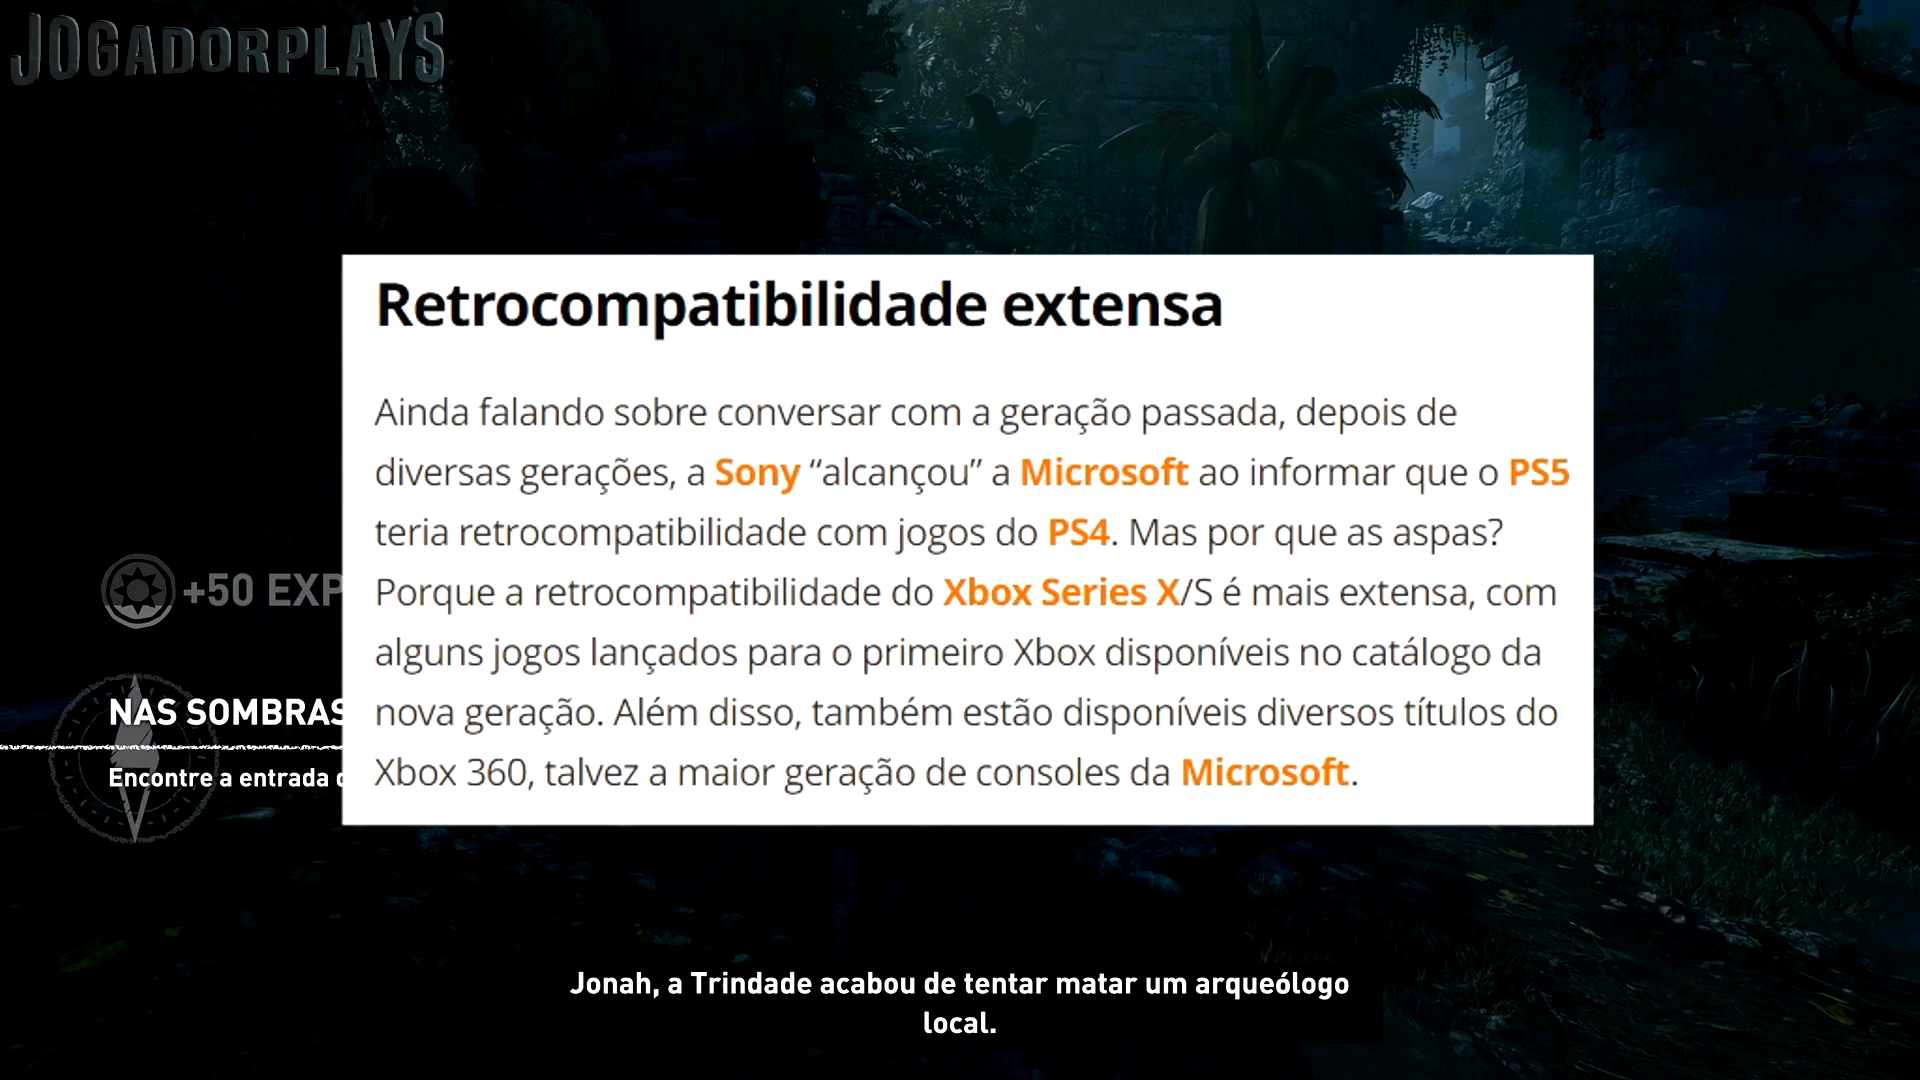 JOGADORPLAYS
Retrocompatibilidade extensa
Ainda falando sobre conversar com a geração passada, depois de
diversas gerações, a Sony “alcançou” a Microsoft ao informar que o PS5
teria retrocompatibilidade com jogos do PS4. Mas por que as aspas?
Porque a retrocompatibilidade do Xbox Series X/S é mais extensa, com
alguns jogos lançados para o primeiro Xbox disponíveis no catálogo da
nova geração. Além disso, também estão disponíveis diversos títulos do
Xbox 360, talvez a maior geração de consoles da Microsoft.
+50 EXP
NAS SOMBRAS
Encontre a entrada
Jonah, a Trindade acabou de tentar matar um arqueólogo
local.